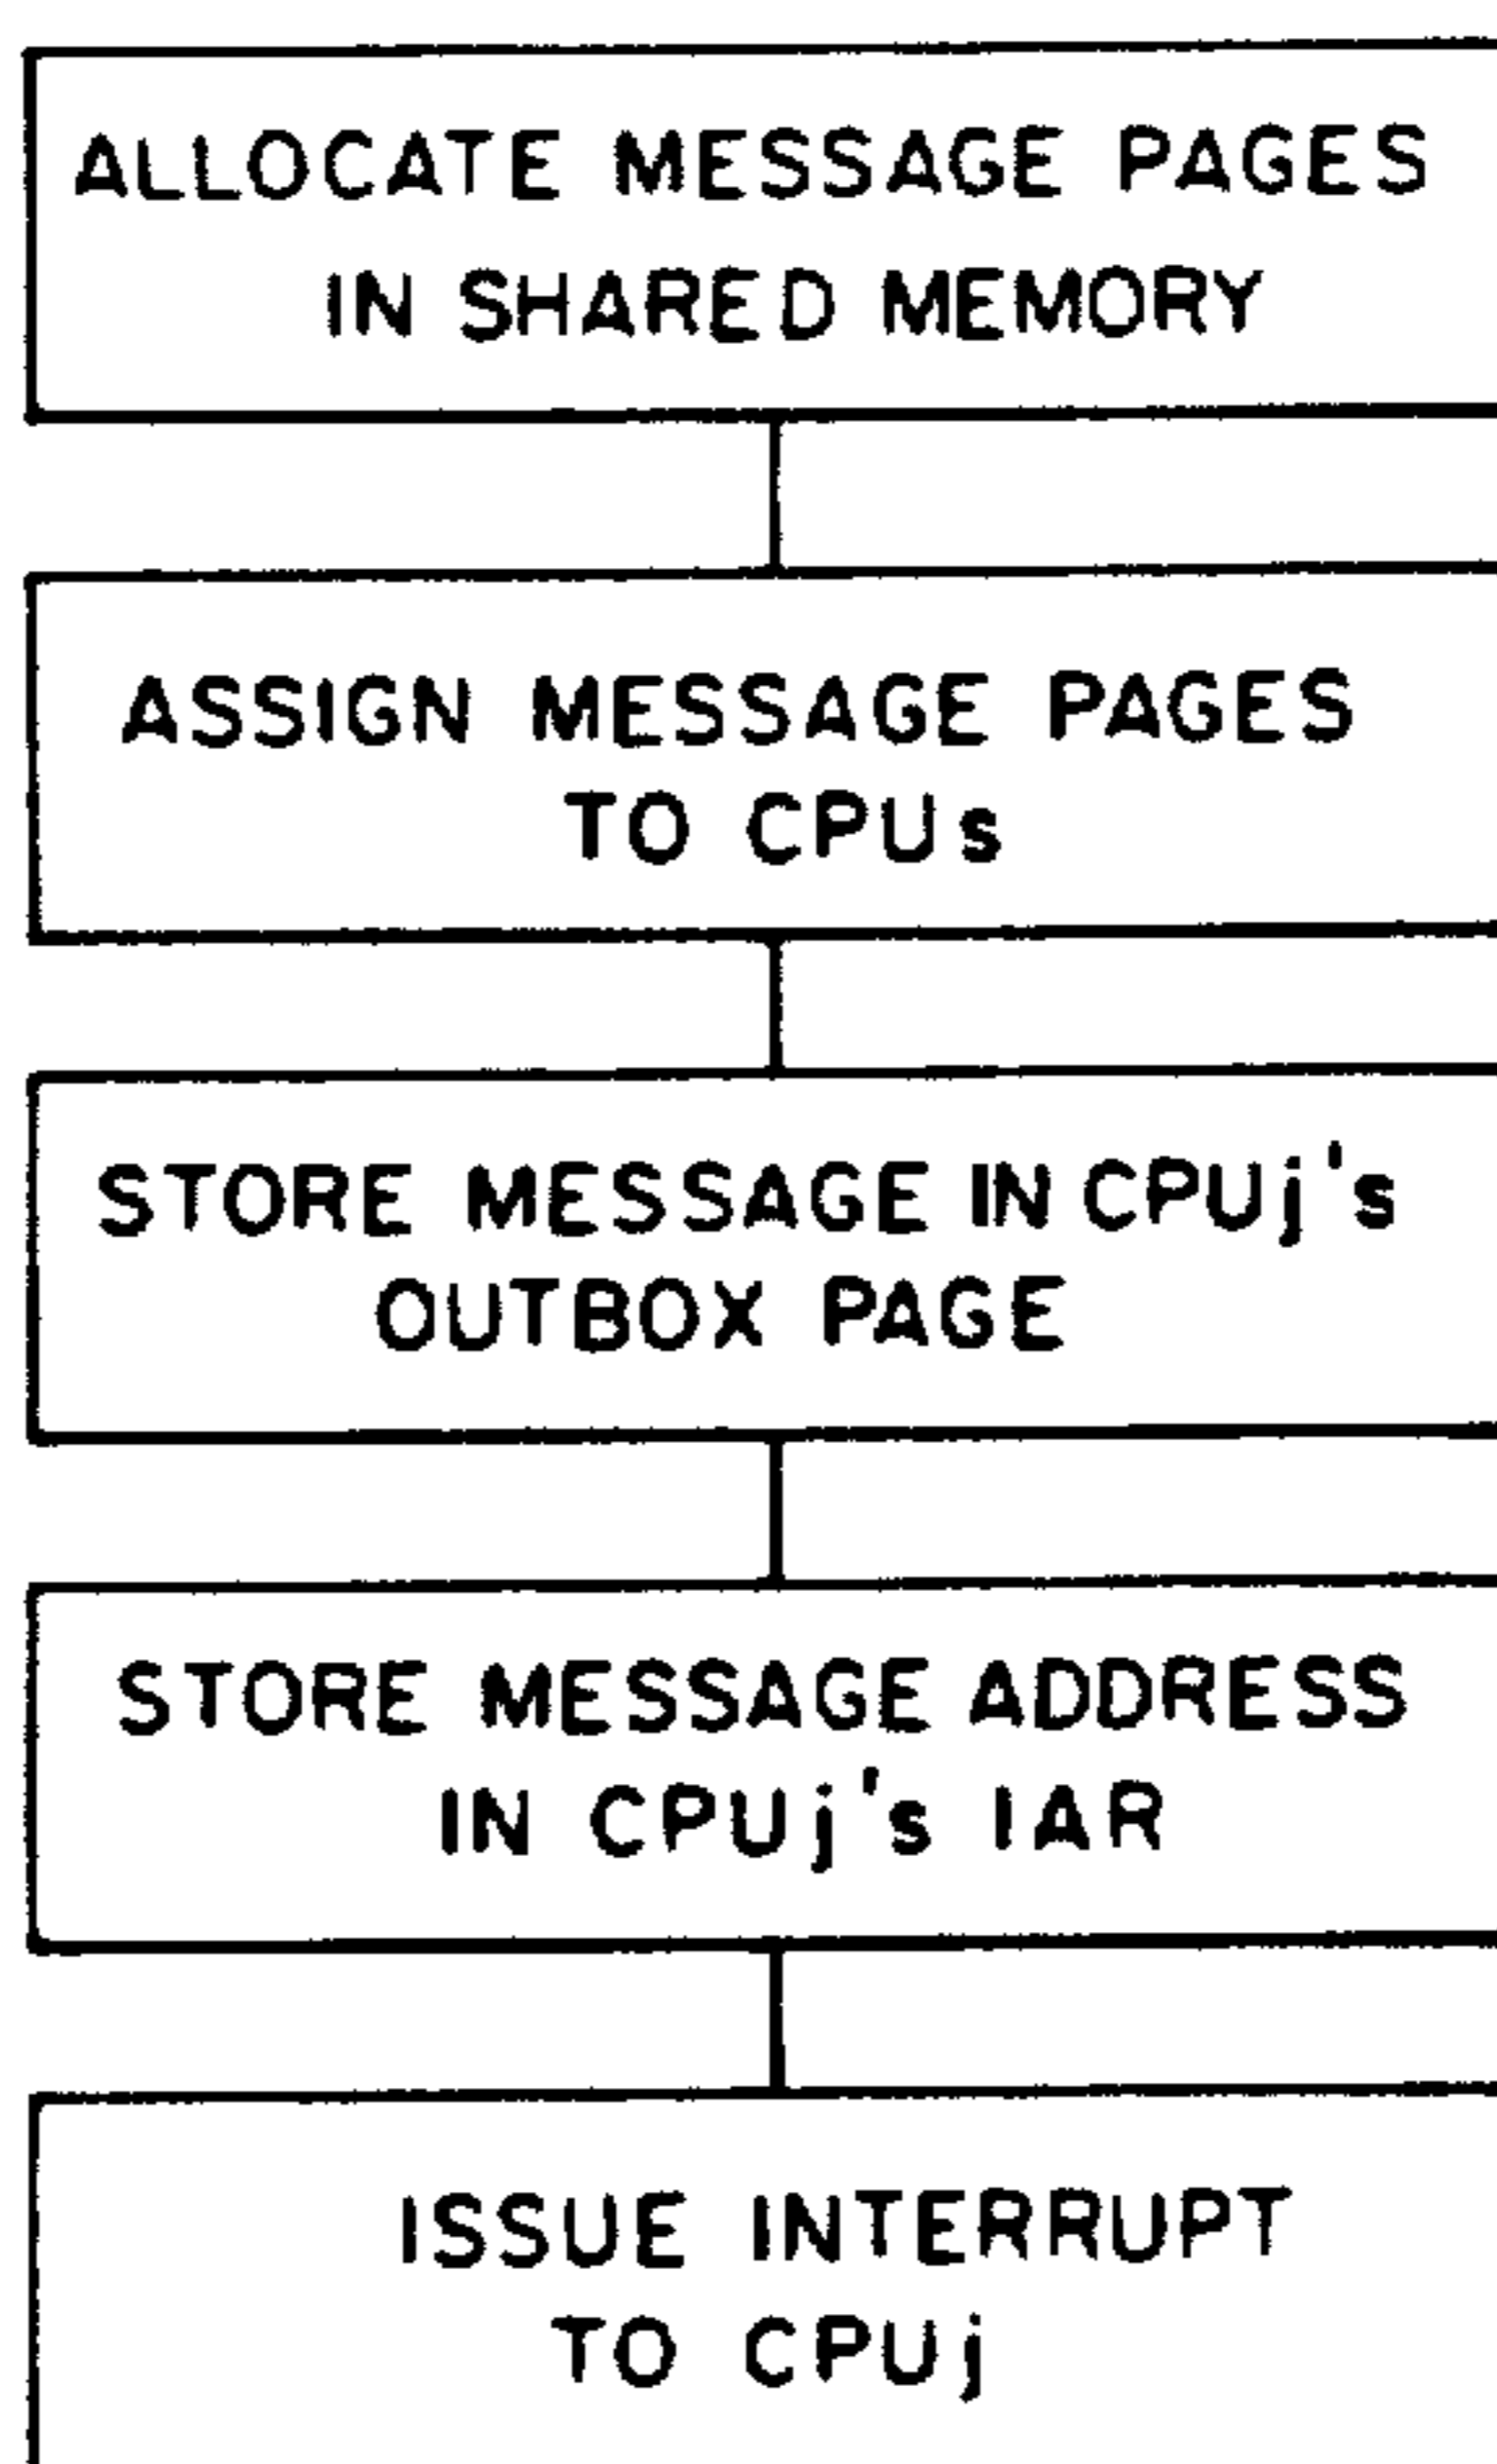 ALLOCATE MESSAGE PAGES
IN SHARED MEMORY
ASSIGN MESSAGE PAGES
TO CPUs
STORE MESSAGE IN CPUj's
OUTBOX PAGE
STORE MESSAGE ADDRESS
IN CPUj's IAR
ISSUE INTERRUPT
TO CPUj